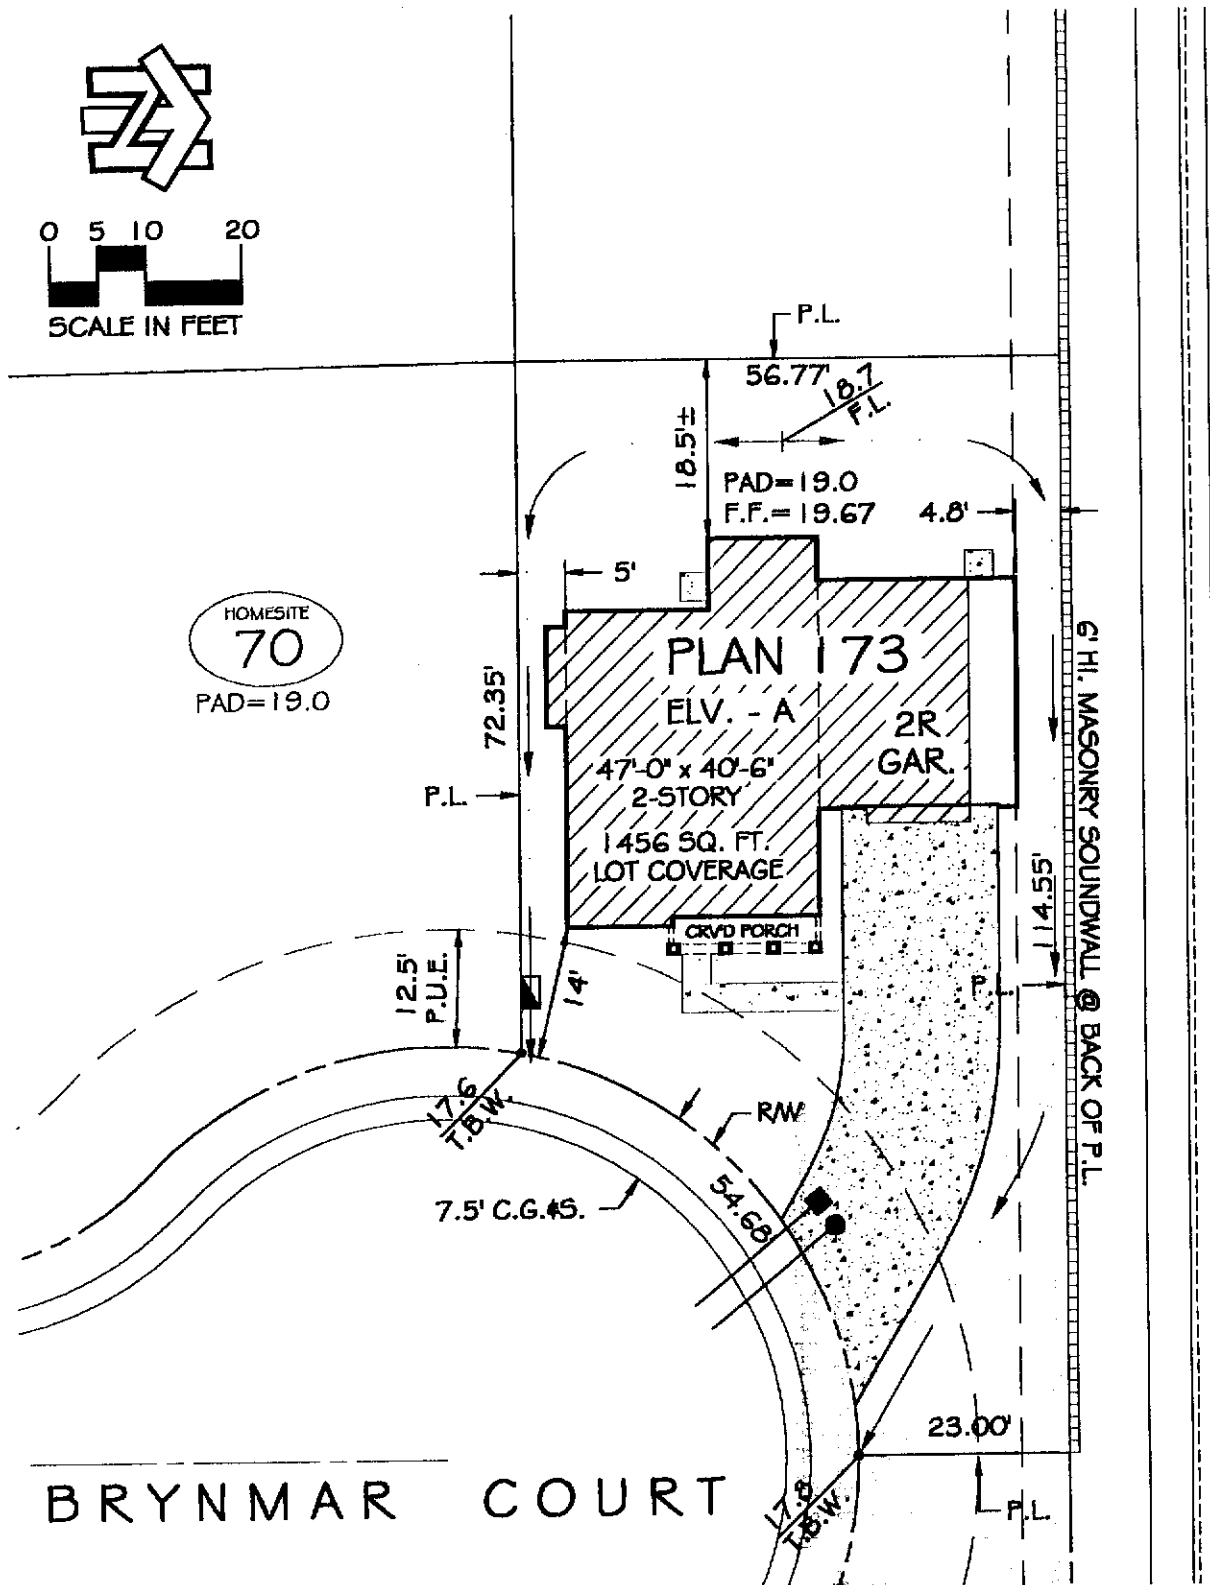 0 5 10 20
SCALE IN FEET
P.L.
56.77'
18.7
F.L.
18.5'±
PAD=19.0
F.F.=19.67
4.8'
5'
HOMESITE
70
PAD=19.0
72.35'
P.L.
PLAN 173
ELV. - A
2R
GAR.
47'-0" x 40'-6"
2-STORY
1456 SQ. FT.
LOT COVERAGE
CRV'D PORCH
6' HI. MASONRY SOUNDWALL @ BACK OF P.L.
114.55'
P.L.
12.5'
P.U.E.
14'
17.6
T.B.W.
R/W
54.68
7.5' C.G.&S.
23.00'
P.L.
17.8
T.B.W.
BRYNMAR COURT